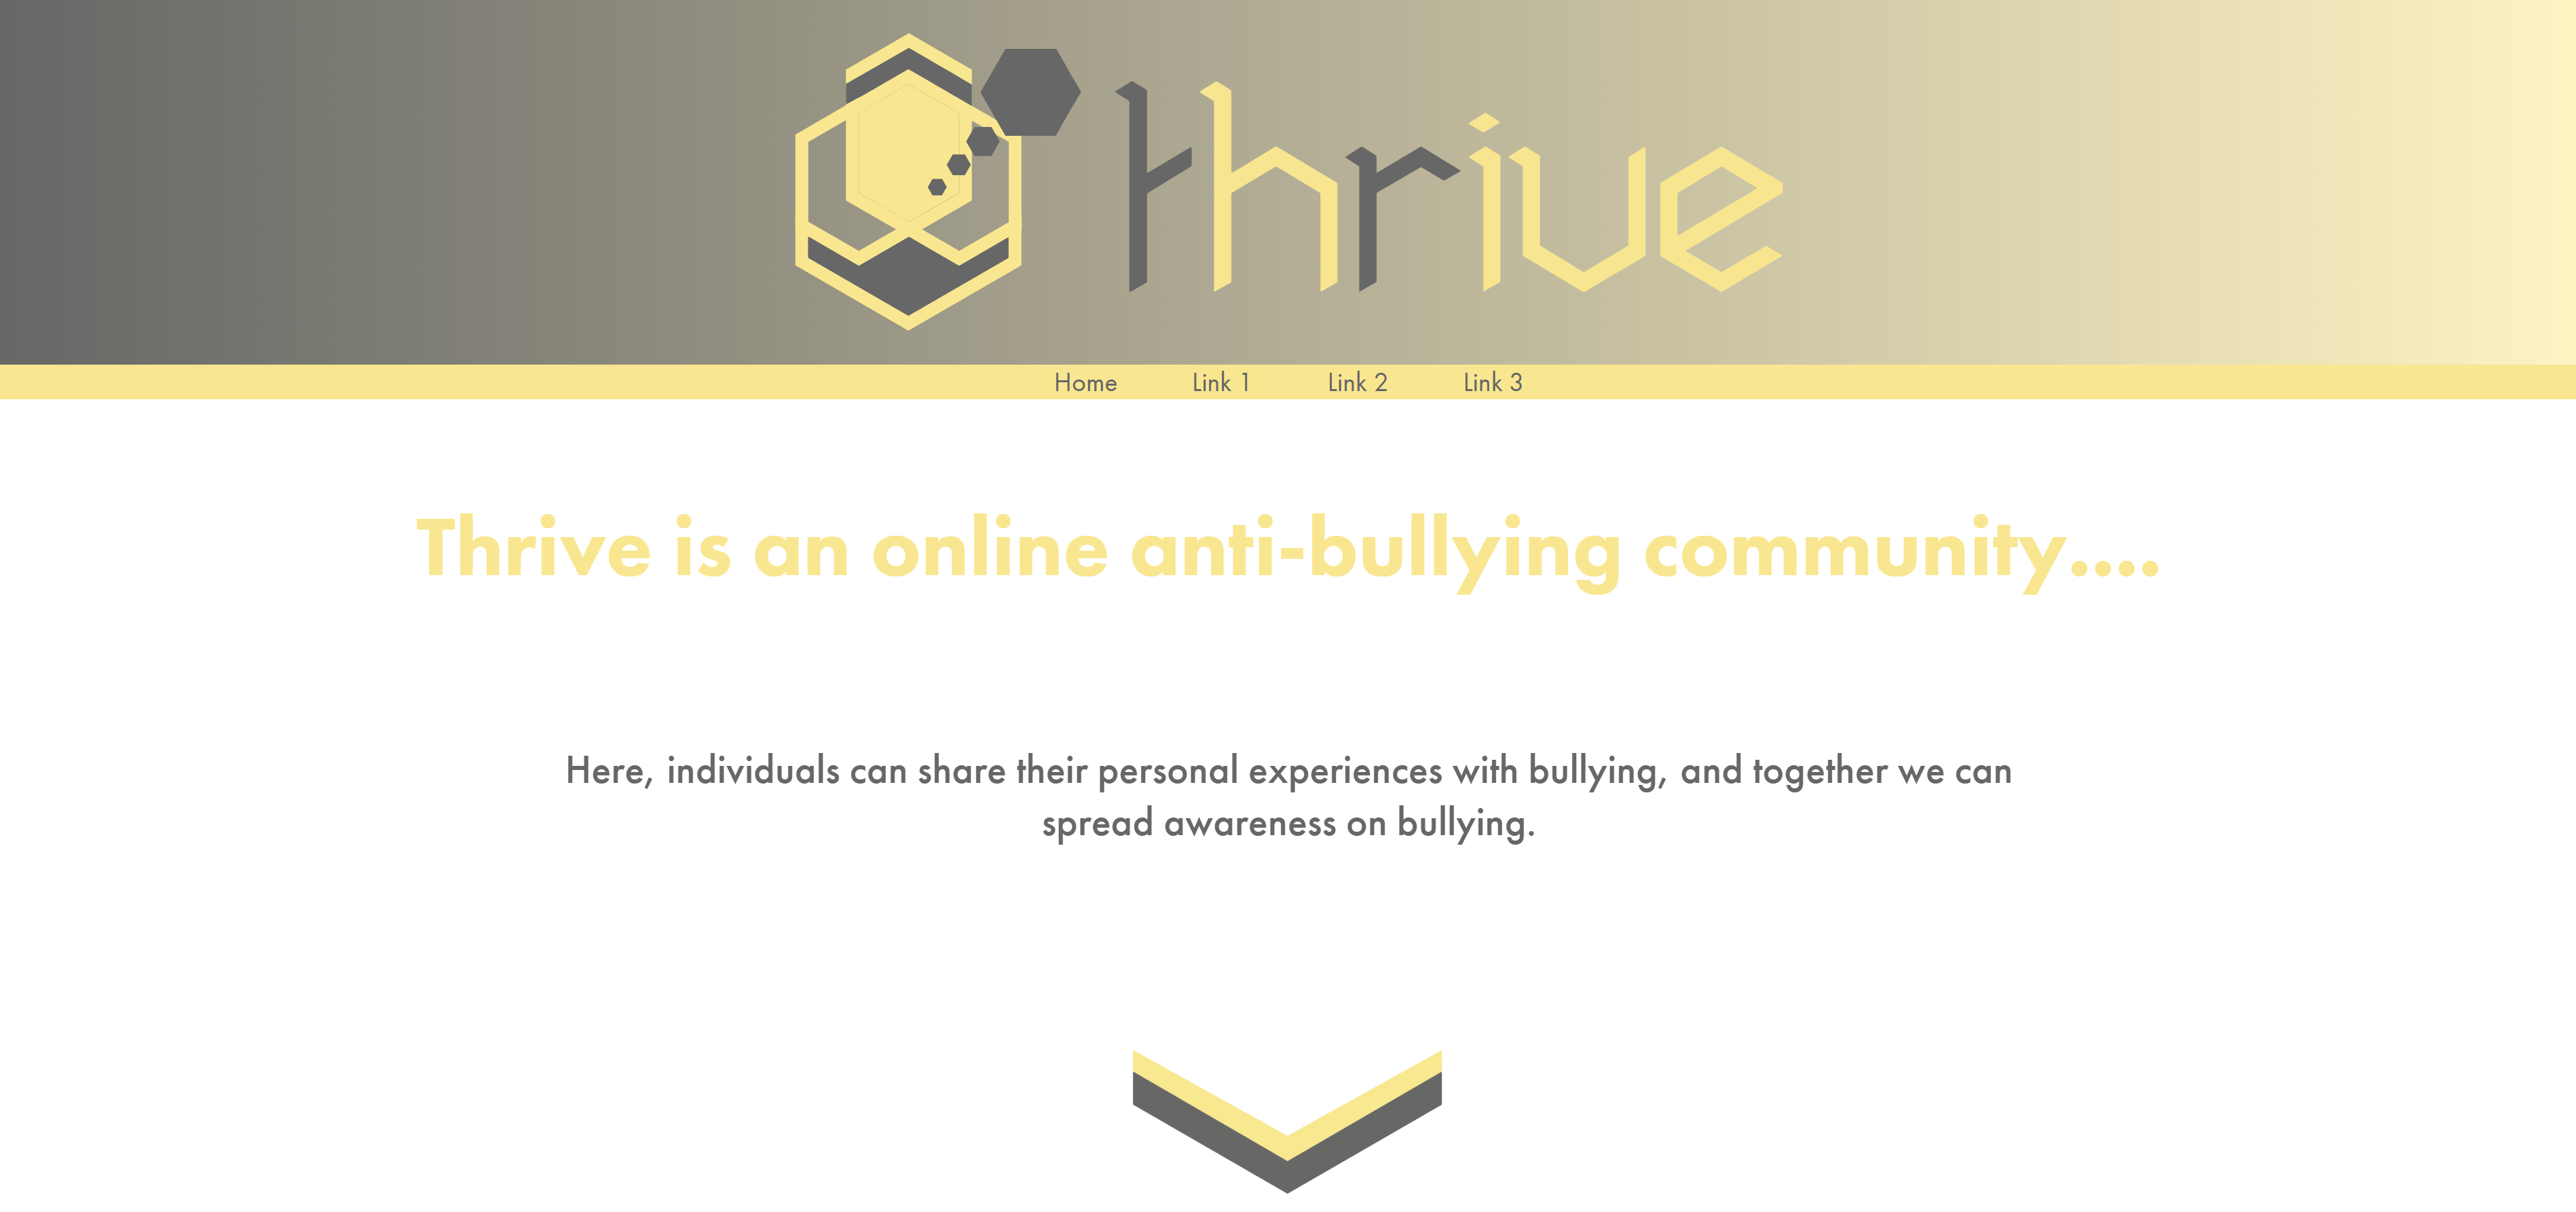 thrive
Home Link 1 Link 2 Link 3
Thrive is an online anti-bullying community....
Here, individuals can share their personal experiences with bullying, and together we can
spread awareness on bullying.